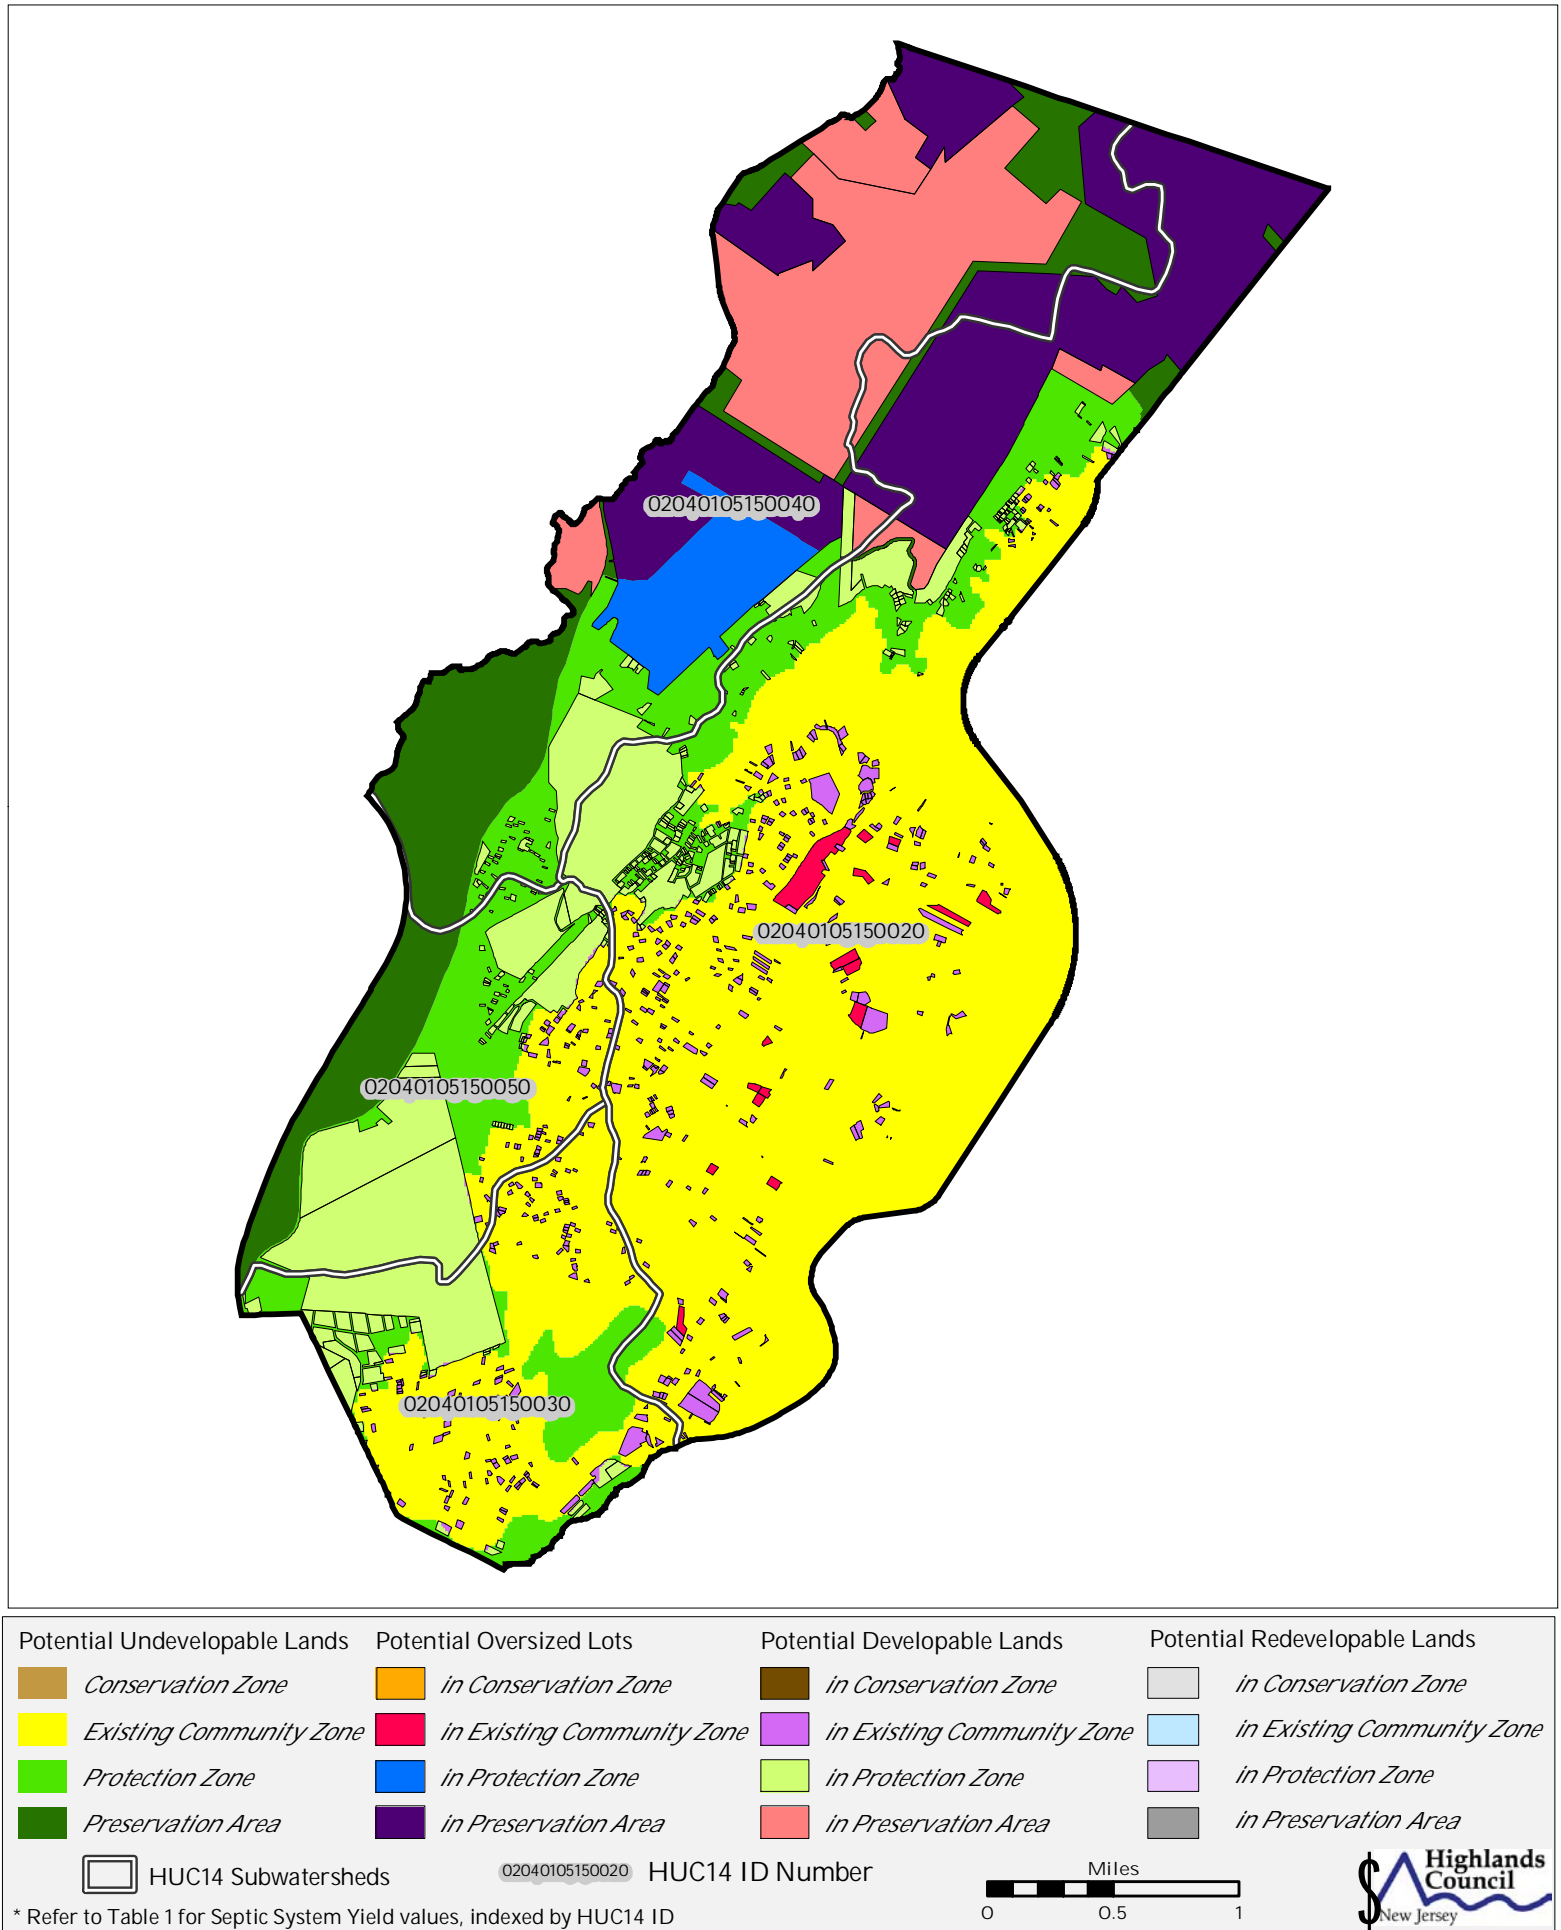 02040105150040
02040105150020
02040105150050
02040105150030
Potential Undevelopable Lands
Conservation Zone
Existing Community Zone
Protection Zone
Preservation Area
Potential Oversized Lots
in Conservation Zone
in Existing Community Zone
in Protection Zone
in Preservation Area
Potential Developable Lands
in Conservation Zone
in Existing Community Zone
in Protection Zone
in Preservation Area
Potential Redevelopable Lands
in Conservation Zone
in Existing Community Zone
in Protection Zone
in Preservation Area
HUC14 Subwatersheds
02040105150020 HUC14 ID Number
Miles
0 0.5 1
* Refer to Table 1 for Septic System Yield values, indexed by HUC14 ID
$
Highlands
Council
New Jersey